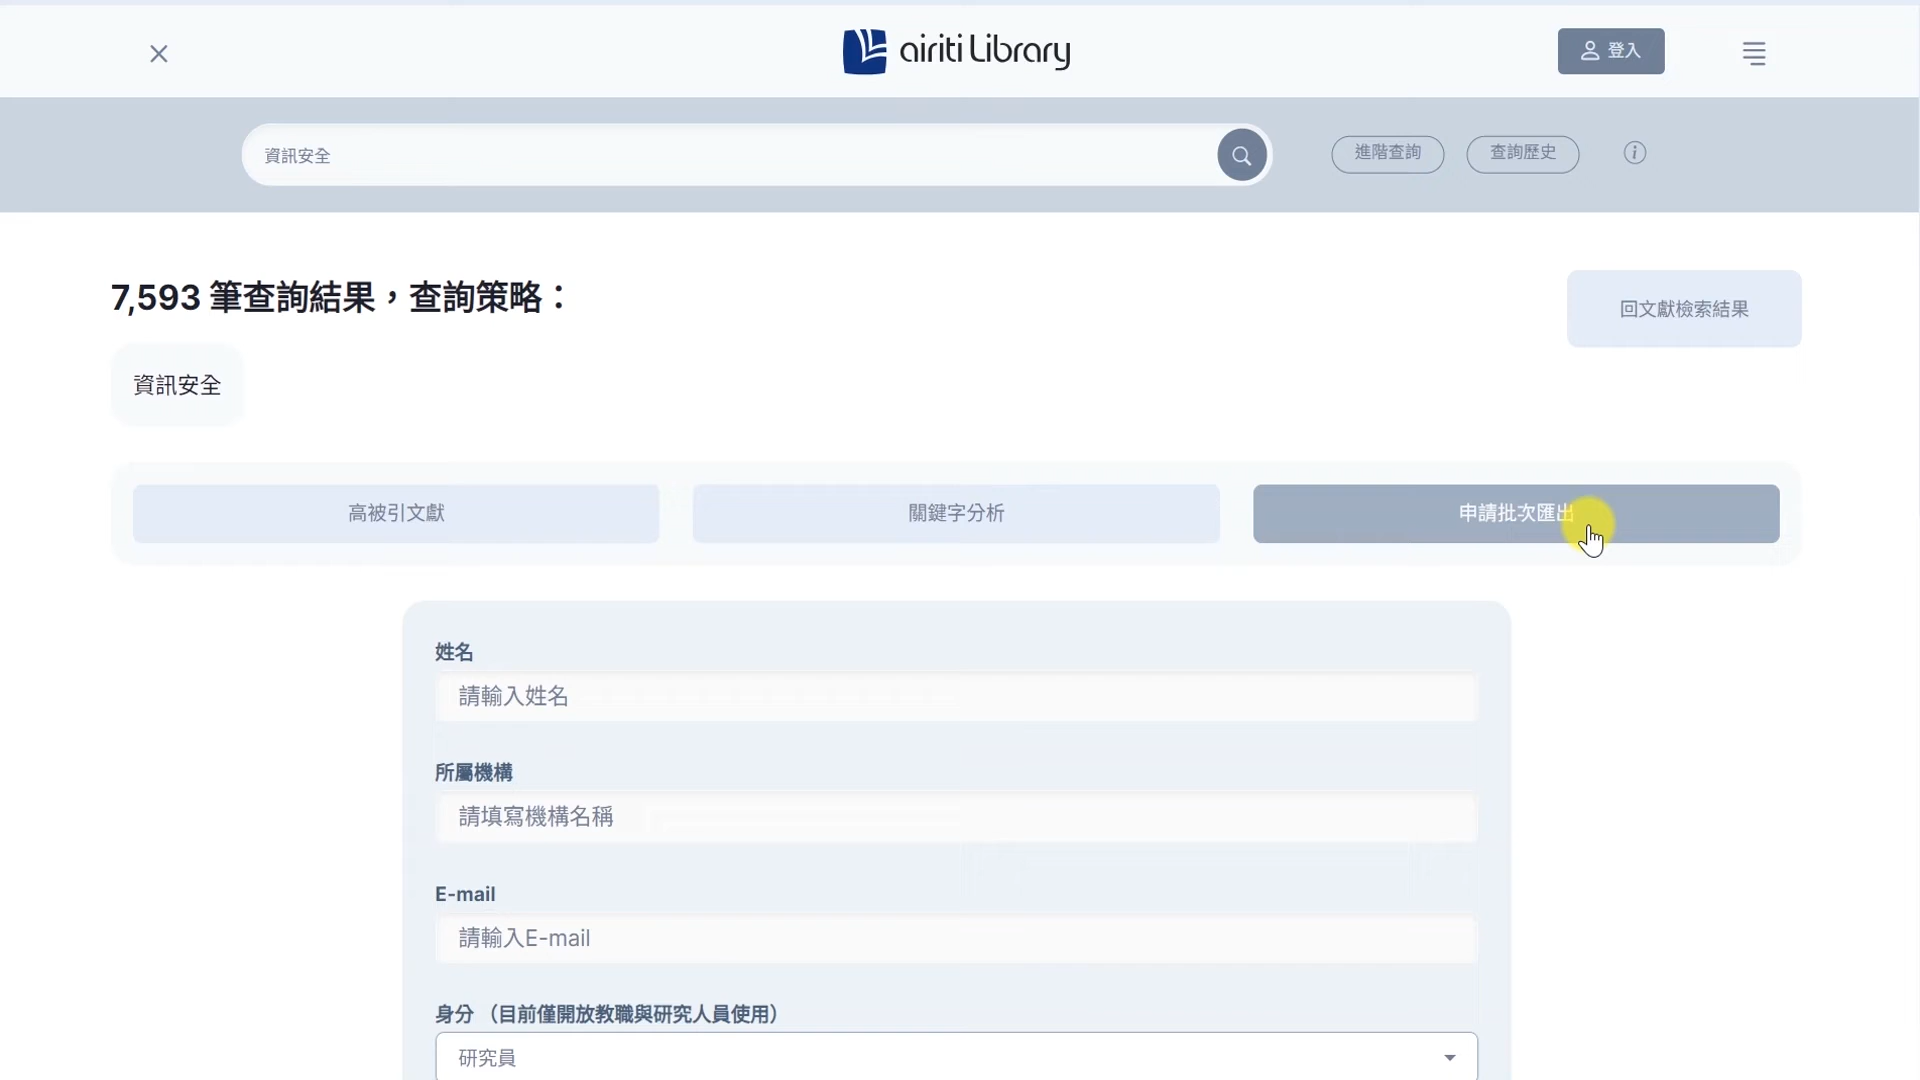 airiti Library
登入
資訊安全
進階查詢
查詢歷史
7,593 筆查詢結果，查詢策略：
回文獻檢索結果
資訊安全
高被引文獻
關鍵字分析
申請批次匯出
姓名
請輸入姓名
所屬機構
請填寫機構名稱
E-mail
請輸入E-mail
身分 （目前僅開放教職與研究人員使用）
研究員